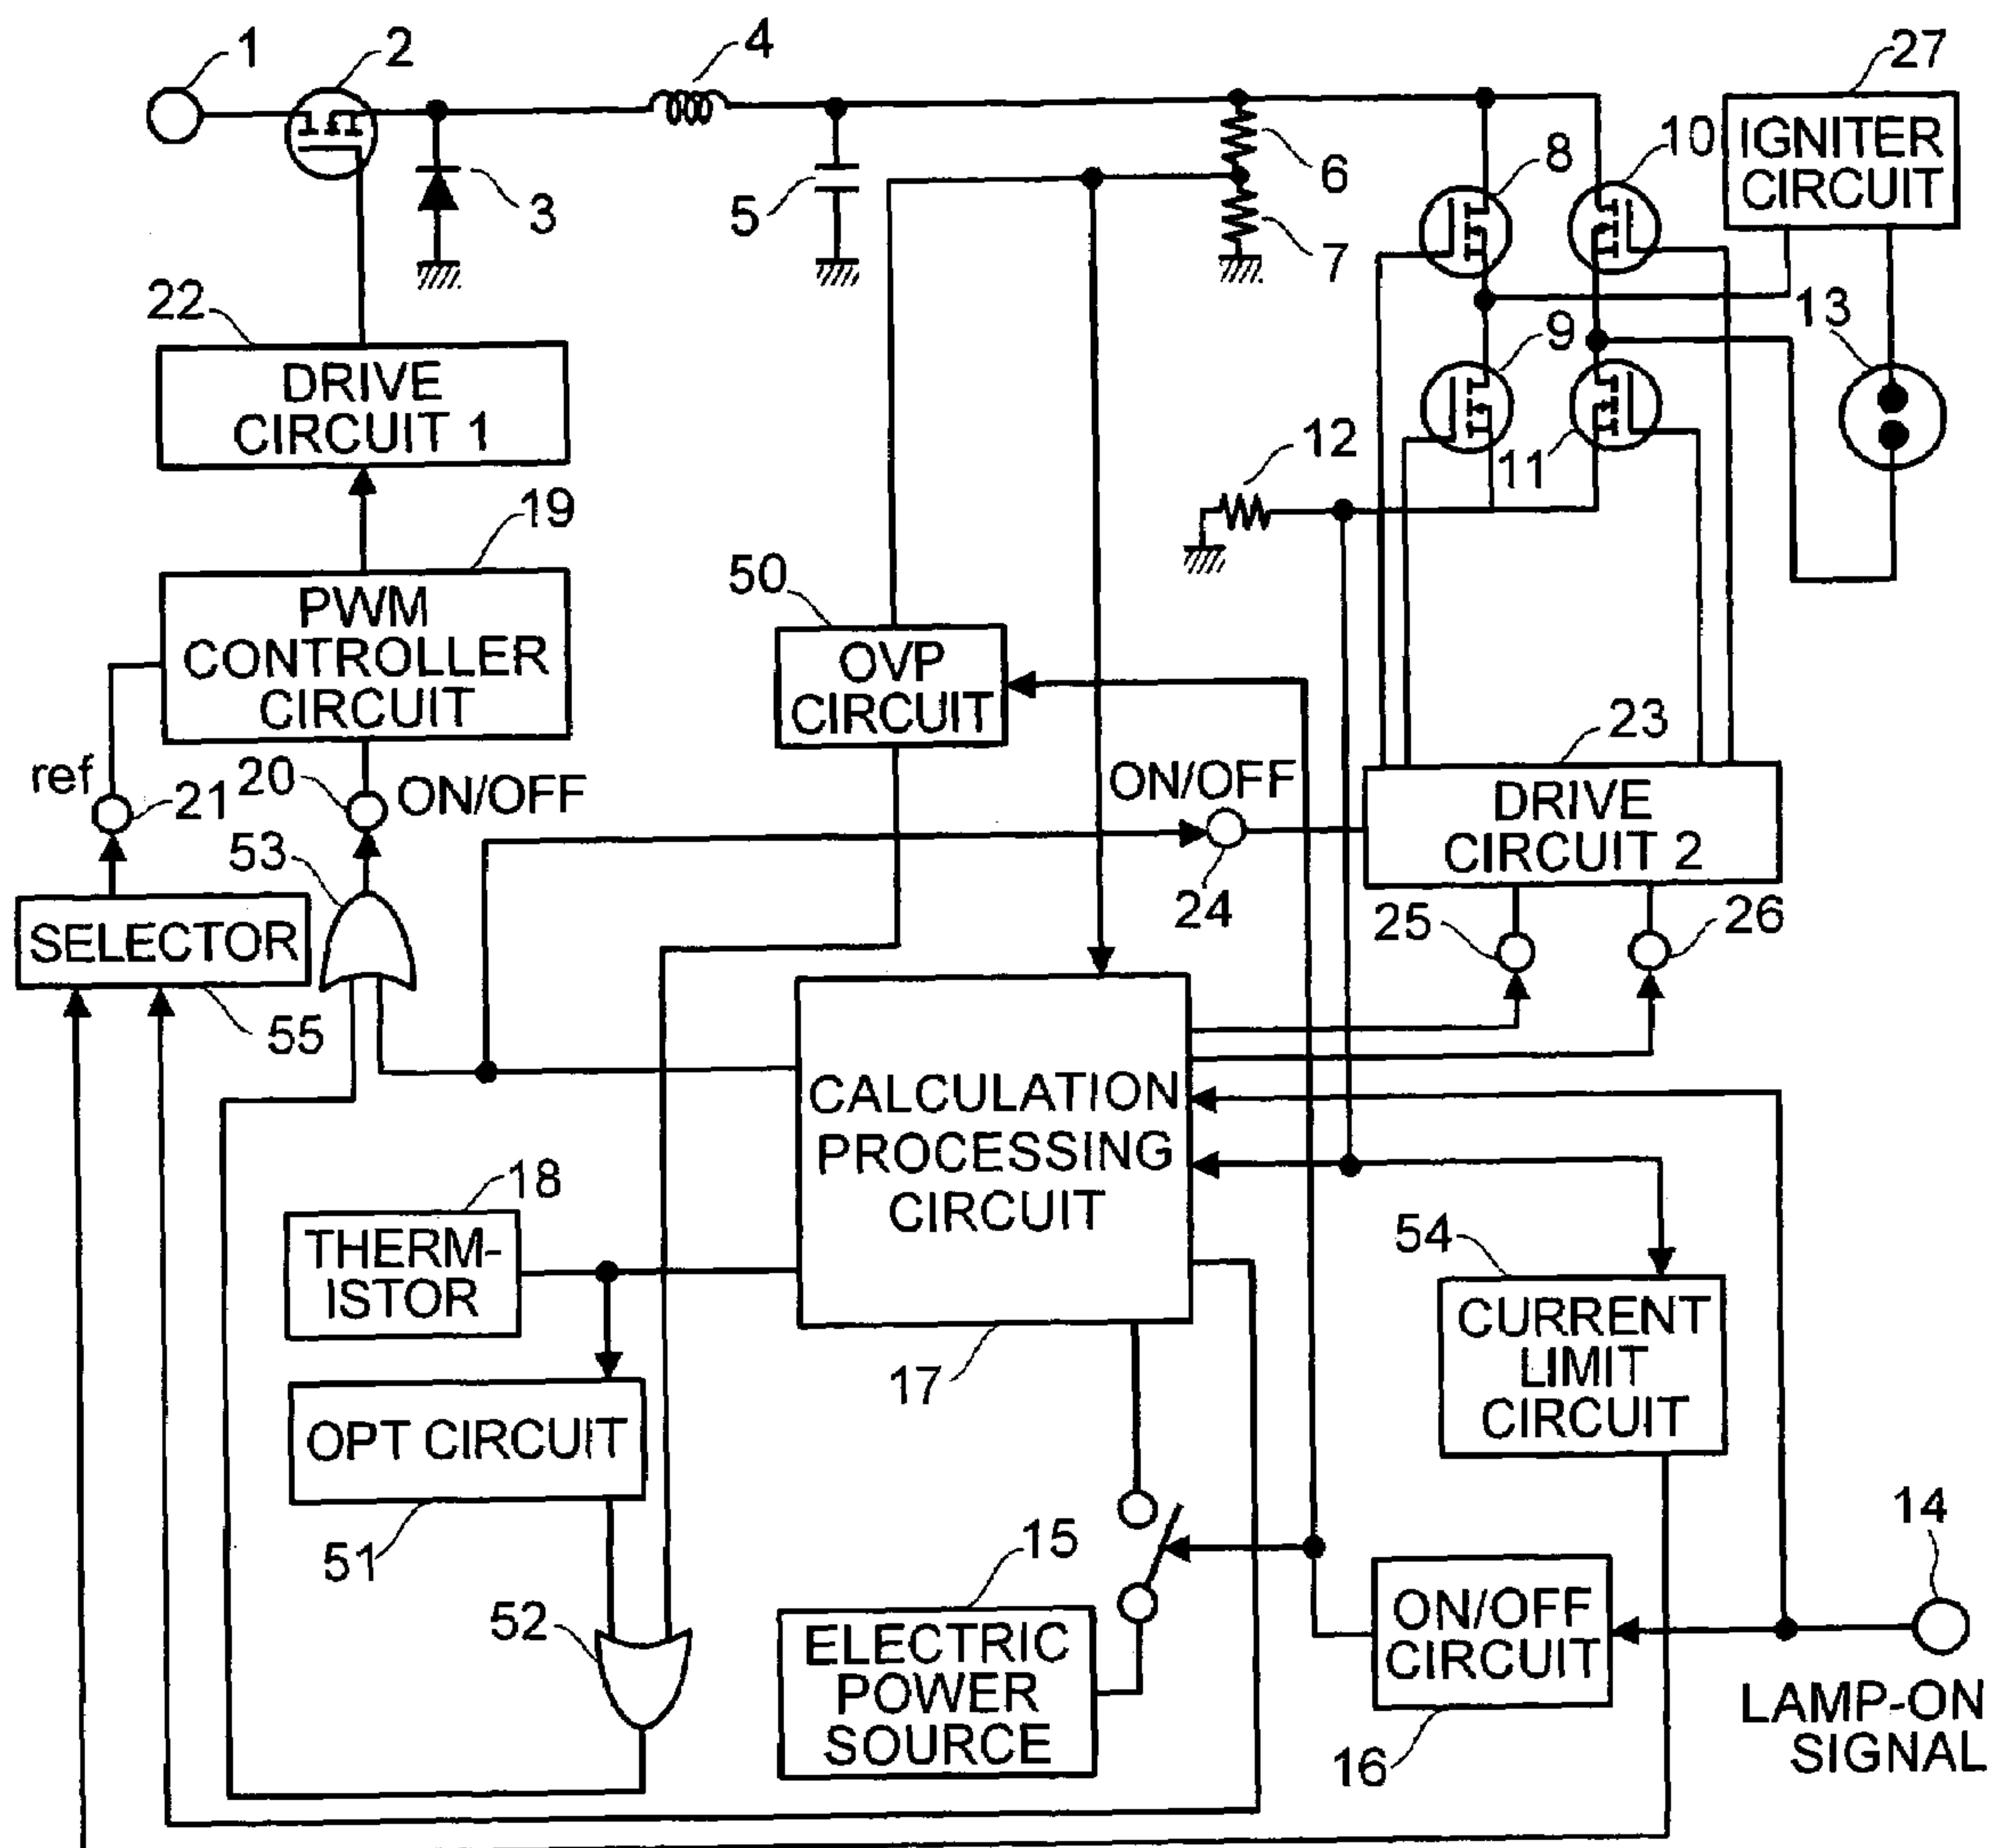 1
2
4
27
IGNITER
CIRCUIT
10
8
6
5
3
7
13
22
DRIVE
CIRCUIT 1
9
12
11
19
50
PWM
CONTROLLER
CIRCUIT
OVP
CIRCUIT
23
ref
21
20
ON/OFF
ON/OFF
DRIVE
CIRCUIT 2
53
24
25
26
SELECTOR
55
CALCULATION
PROCESSING
CIRCUIT
18
THERM-
ISTOR
54
17
CURRENT
LIMIT
CIRCUIT
OPT CIRCUIT
51
15
14
52
ELECTRIC
POWER
SOURCE
ON/OFF
CIRCUIT
16
LAMP-ON
SIGNAL